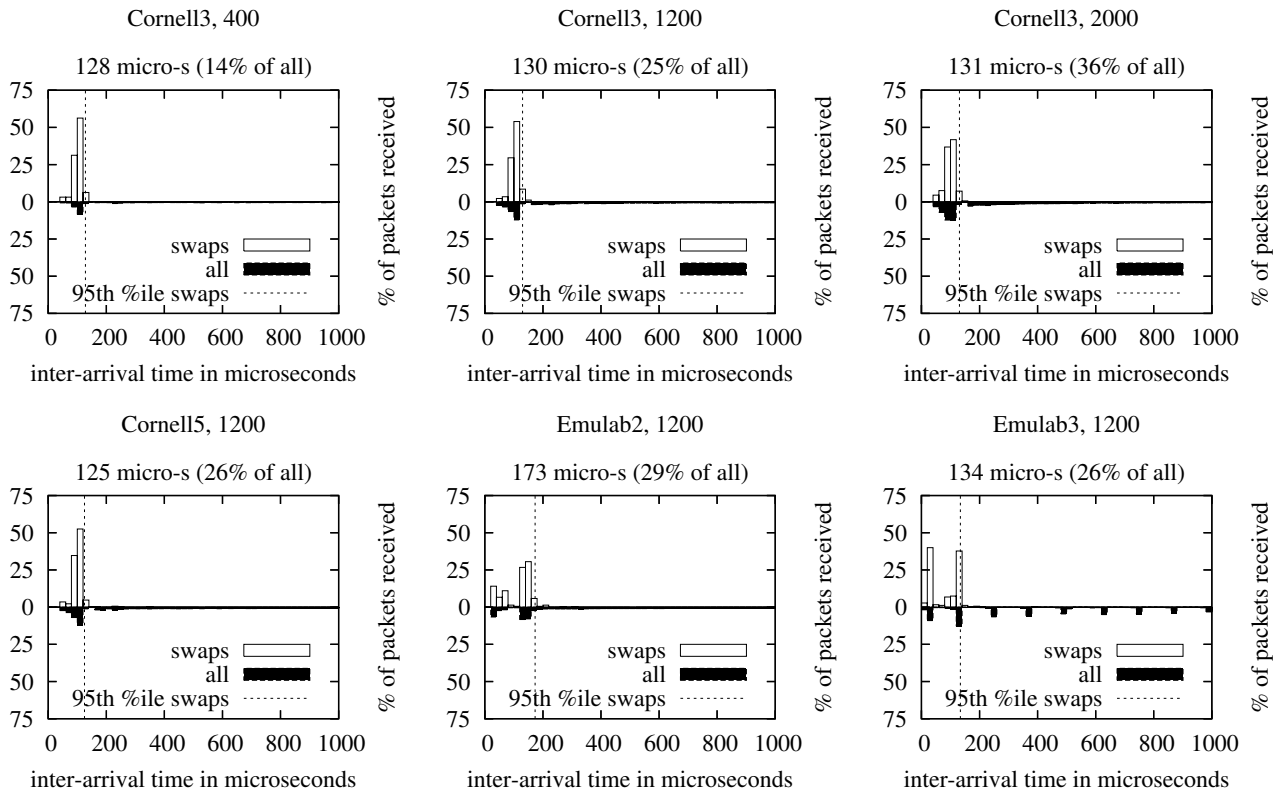 Cornell3, 400
128 micro-s (14% of all)
75
50
25
0
25
50
75
swaps
all
95th %ile swaps
0 200 400 600 800 1000
inter-arrival time in microseconds
% of packets received
Cornell3, 1200
130 micro-s (25% of all)
75
50
25
0
25
50
75
swaps
all
95th %ile swaps
0 200 400 600 800 1000
inter-arrival time in microseconds
% of packets received
Cornell3, 2000
131 micro-s (36% of all)
75
50
25
0
25
50
75
swaps
all
95th %ile swaps
0 200 400 600 800 1000
inter-arrival time in microseconds
% of packets received
Cornell5, 1200
125 micro-s (26% of all)
75
50
25
0
25
50
75
swaps
all
95th %ile swaps
0 200 400 600 800 1000
inter-arrival time in microseconds
% of packets received
Emulab2, 1200
173 micro-s (29% of all)
75
50
25
0
25
50
75
swaps
all
95th %ile swaps
0 200 400 600 800 1000
inter-arrival time in microseconds
% of packets received
Emulab3, 1200
134 micro-s (26% of all)
75
50
25
0
25
50
75
swaps
all
95th %ile swaps
0 200 400 600 800 1000
inter-arrival time in microseconds
% of packets received